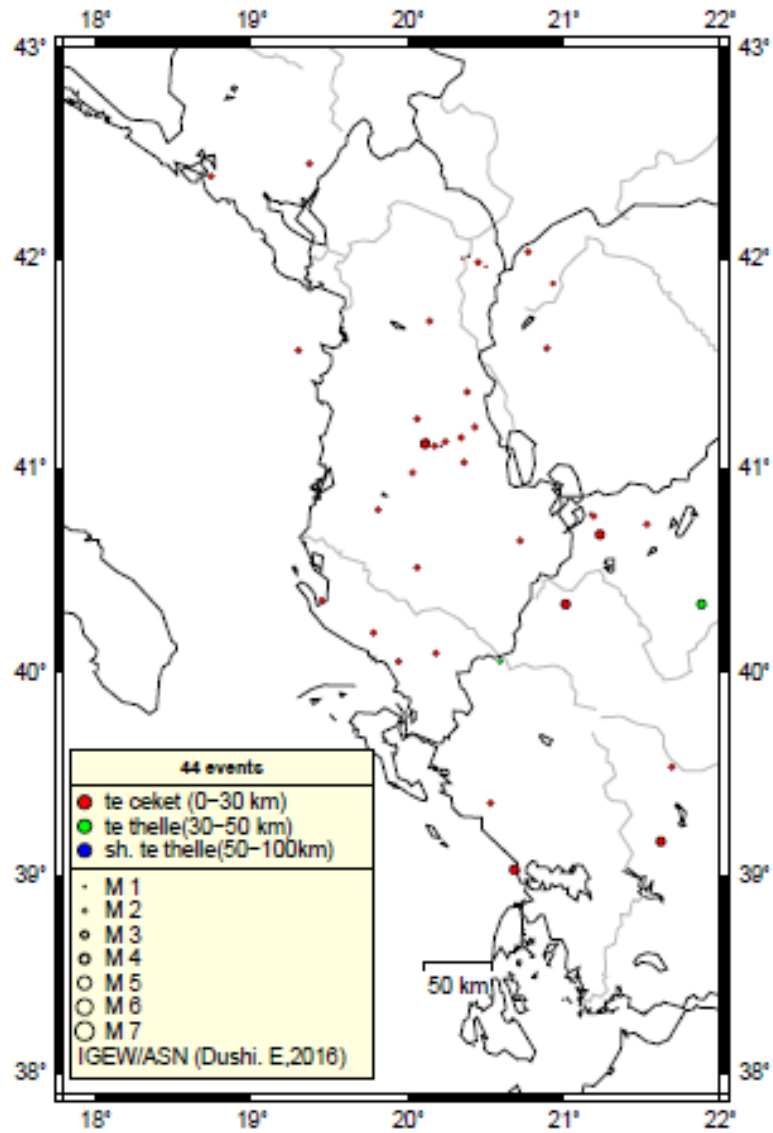 18° 19° 20° 21° 22°
43° 43°
42° 42°
41° 41°
40° 40°
44 events
te ceket (0−30 km)
te thelle(30−50 km)
sh. te thelle(50−100km)
39° 39°
M 1
M 2
M 3
M 4
M 5
50 km
M 6
M 7
IGEW/ASN (Dushi. E,2016)
38° 38°
18° 19° 20° 21° 22°